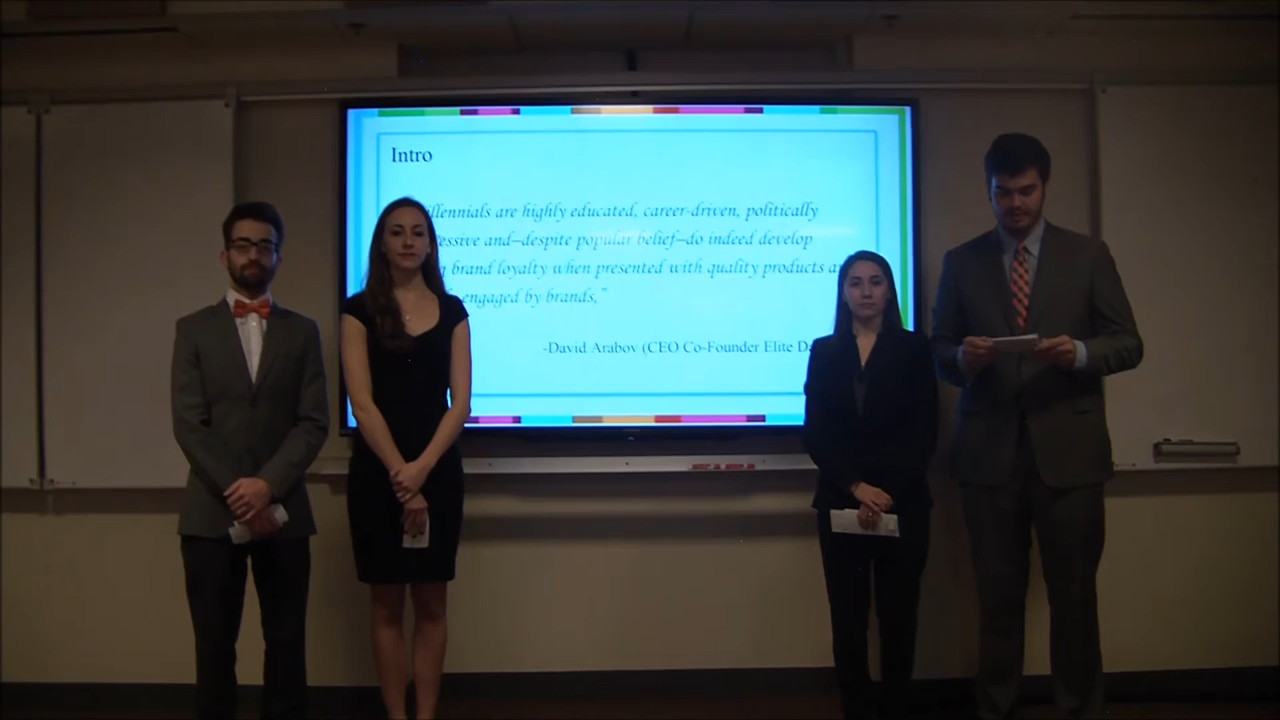 Intro
illennials are highly educated, career-driven, politically
essive and—despite popular belief—do indeed develop
g brand loyalty when presented with quality products a
engaged by brands,"
-David Arabov (CEO Co-Founder Elite Da